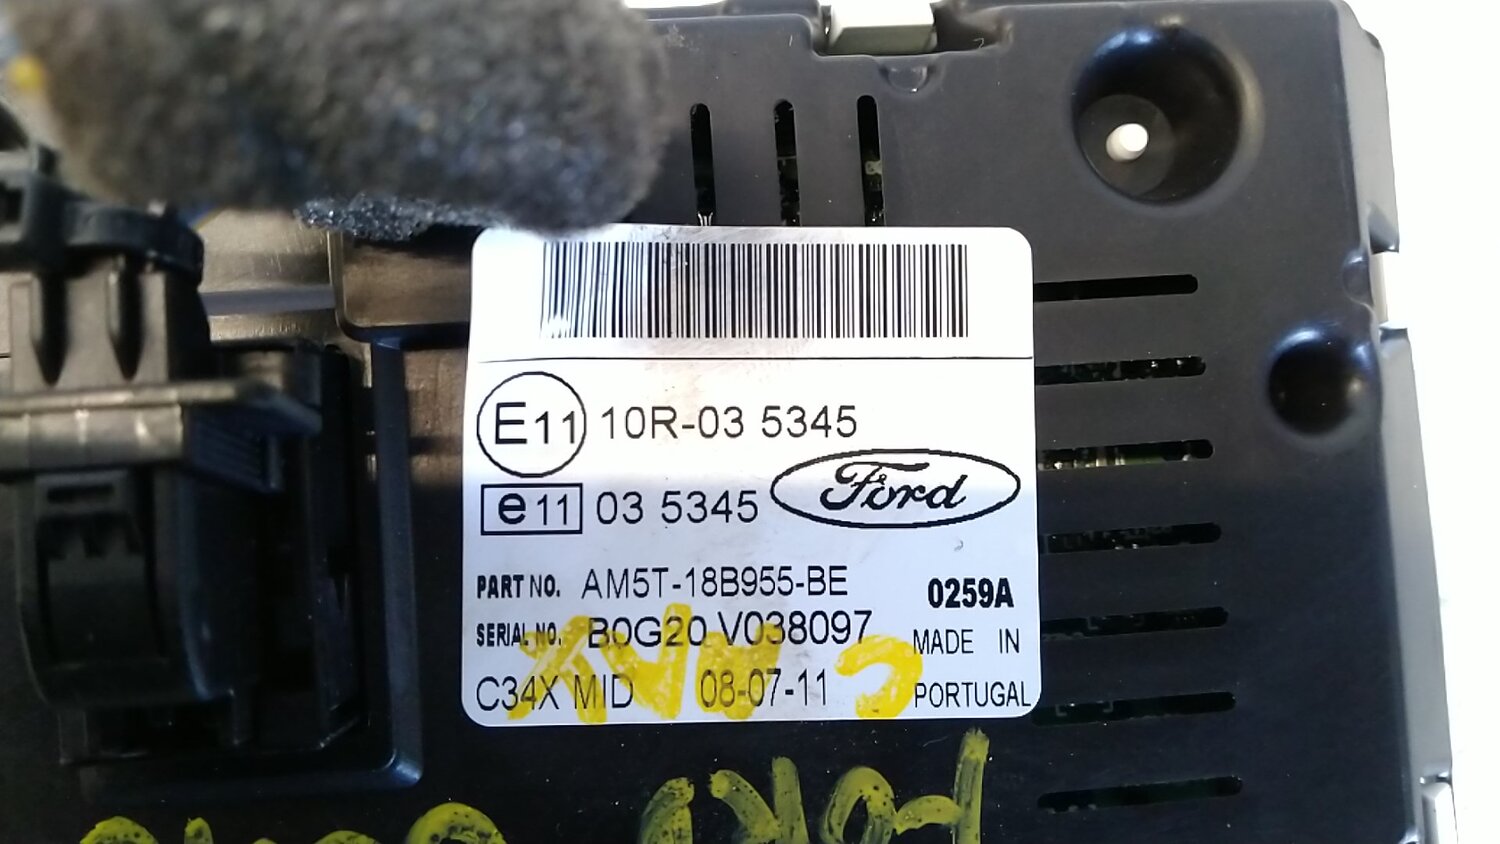 E11 10R-03 5345
e11 03 5345 Ford
PART NO. AM5T-18B955-BE 0259A
SERIAL NO. B0G20 V038097 MADE IN
C34X MID 08-07-11 PORTUGAL